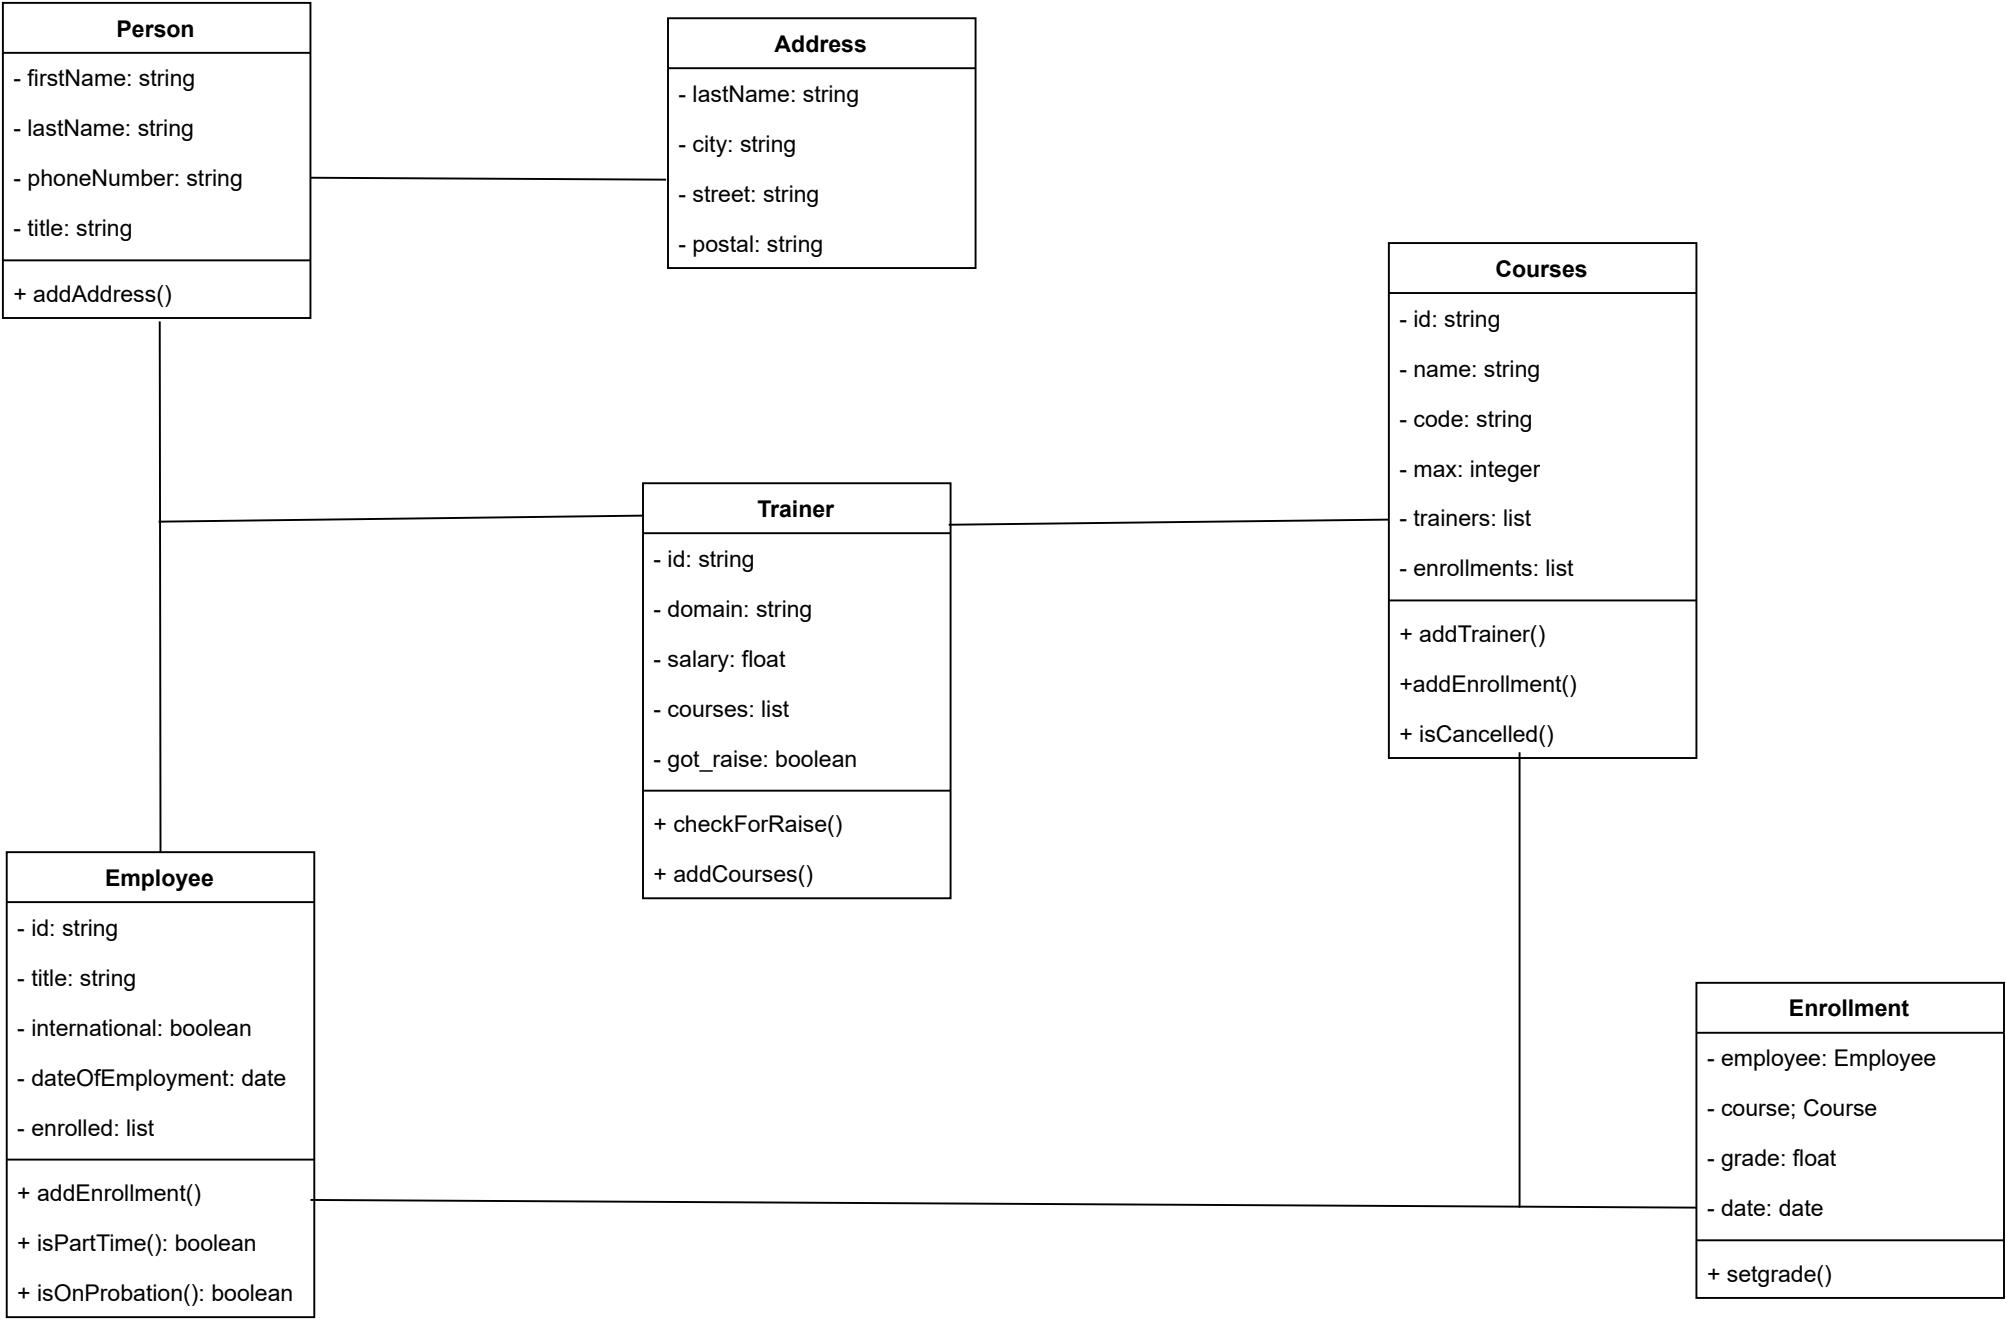 Person
- firstName: string
- lastName: string
- phoneNumber: string
- title: string
+ addAddress()
Address
- lastName: string
- city: string
- street: string
- postal: string
Courses
- id: string
- name: string
- code: string
- max: integer
- trainers: list
- enrollments: list
+ addTrainer()
+addEnrollment()
+ isCancelled()
Trainer
- id: string
- domain: string
- salary: float
- courses: list
- got_raise: boolean
+ checkForRaise()
+ addCourses()
Employee
- id: string
- title: string
- international: boolean
- dateOfEmployment: date
- enrolled: list
+ addEnrollment()
+ isPartTime(): boolean
+ isOnProbation(): boolean
Enrollment
- employee: Employee
- course; Course
- grade: float
- date: date
+ setgrade()